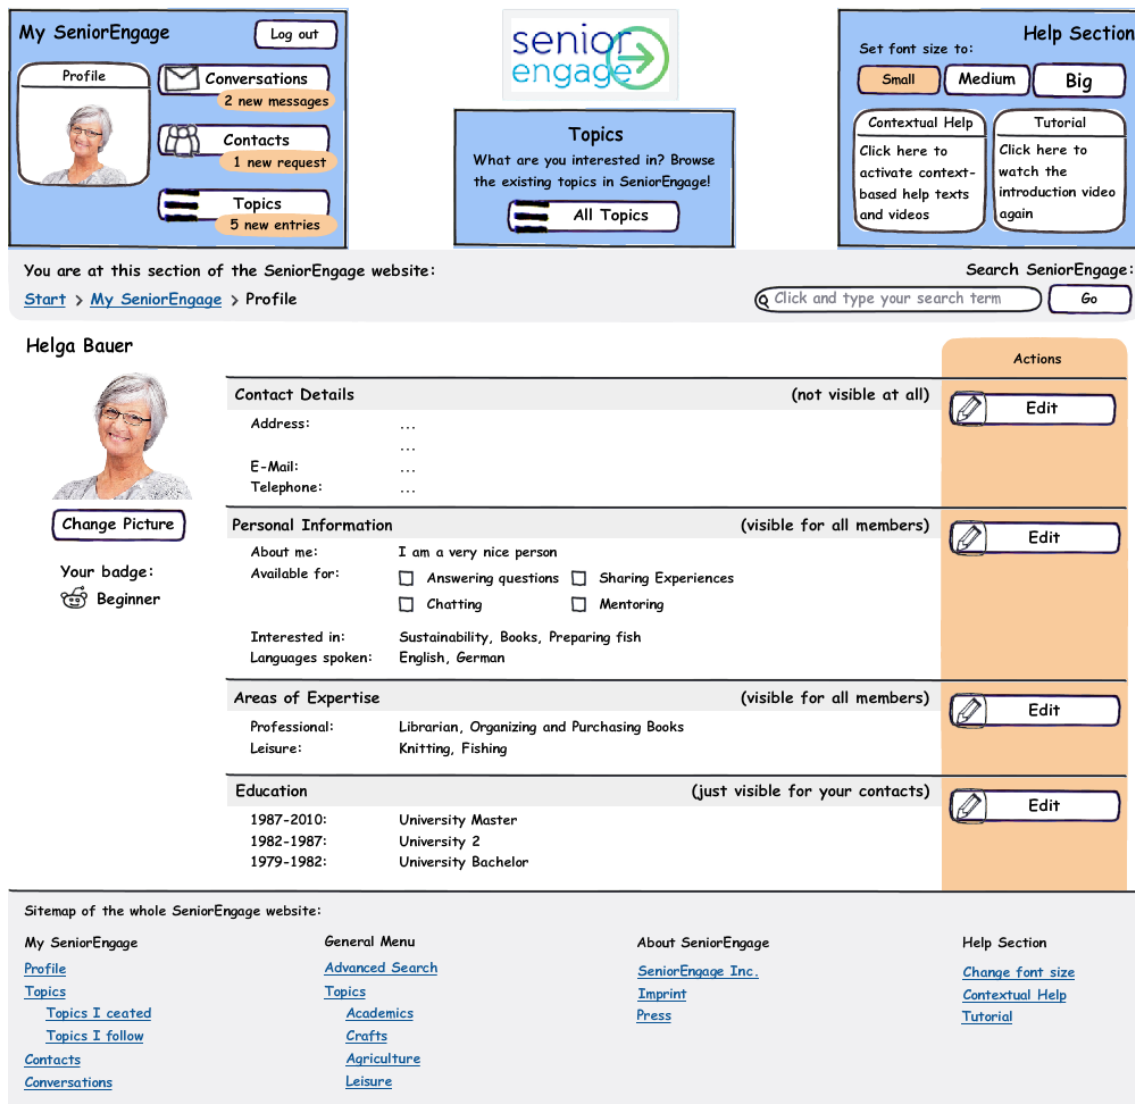 My SeniorEngage
Log out
Profile
Conversations
2 new messages
Contacts
1 new request
Topics
5 new entries
senior
engage
Topics
What are you interested in? Browse
the existing topics in SeniorEngage!
All Topics
Help Section
Set font size to:
Small
Medium
Big
Contextual Help
Click here to
activate context-
based help texts
and videos
Tutorial
Click here to
watch the
introduction video
again
You are at this section of the SeniorEngage website:
Start > My SeniorEngage > Profile
Search SeniorEngage:
Click and type your search term
Go
Helga Bauer
Change Picture
Your badge:
Beginner
Actions
Contact Details (not visible at all)
Edit
Address: ...
...
E-Mail: ...
Telephone: ...
Personal Information (visible for all members)
Edit
About me: I am a very nice person
Available for: Answering questions Sharing Experiences
Chatting Mentoring
Interested in: Sustainability, Books, Preparing fish
Languages spoken: English, German
Areas of Expertise (visible for all members)
Edit
Professional: Librarian, Organizing and Purchasing Books
Leisure: Knitting, Fishing
Education (just visible for your contacts)
Edit
1987-2010: University Master
1982-1987: University 2
1979-1982: University Bachelor
Sitemap of the whole SeniorEngage website:
My SeniorEngage
Profile
Topics
Topics I ceated
Topics I follow
Contacts
Conversations
General Menu
Advanced Search
Topics
Academics
Crafts
Agriculture
Leisure
About SeniorEngage
SeniorEngage Inc.
Imprint
Press
Help Section
Change font size
Contextual Help
Tutorial